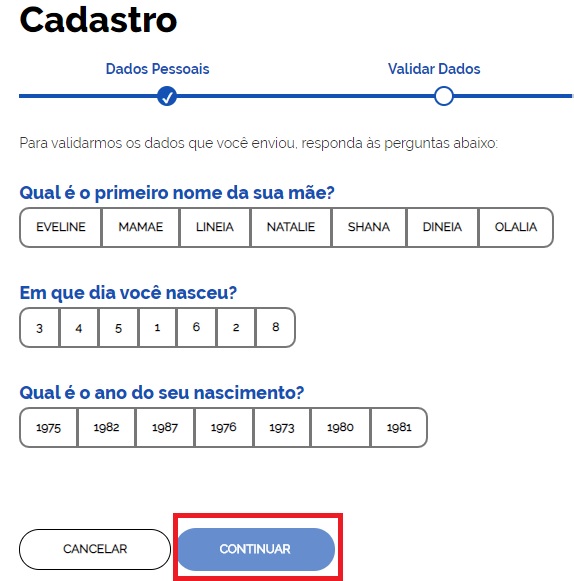 Cadastro
Dados Pessoais Validar Dados
Para validarmos os dados que você enviou, responda às perguntas abaixo:
Qual é o primeiro nome da sua mãe?
EVELINE MAMAE LINEIA NATALIE SHANA DINEIA OLALIA
Em que dia você nasceu?
3 4 5 1 6 2 8
Qual é o ano do seu nascimento?
1975 1982 1987 1976 1973 1980 1981
CANCELAR CONTINUAR